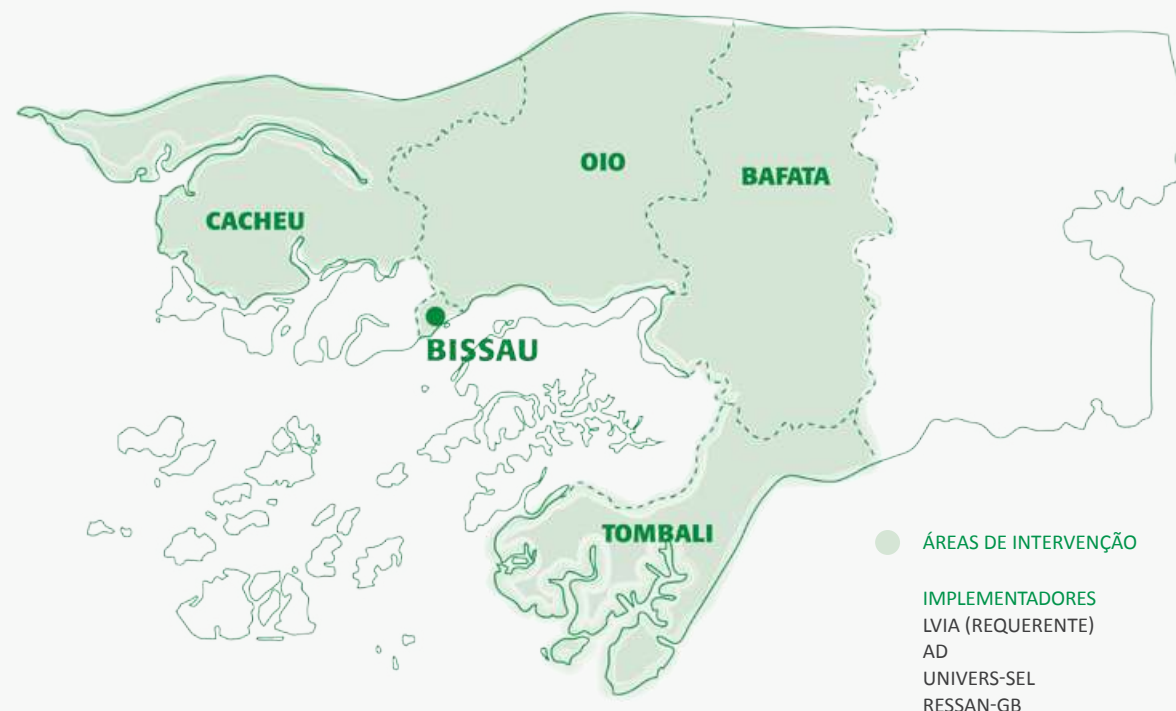 OIO
BAFATA
CACHEU
BISSAU
TOMBALI
ÁREAS DE INTERVENÇÃO
IMPLEMENTADORES
LVIA (REQUERENTE)
AD
UNIVERS-SEL
RESSAN-GB